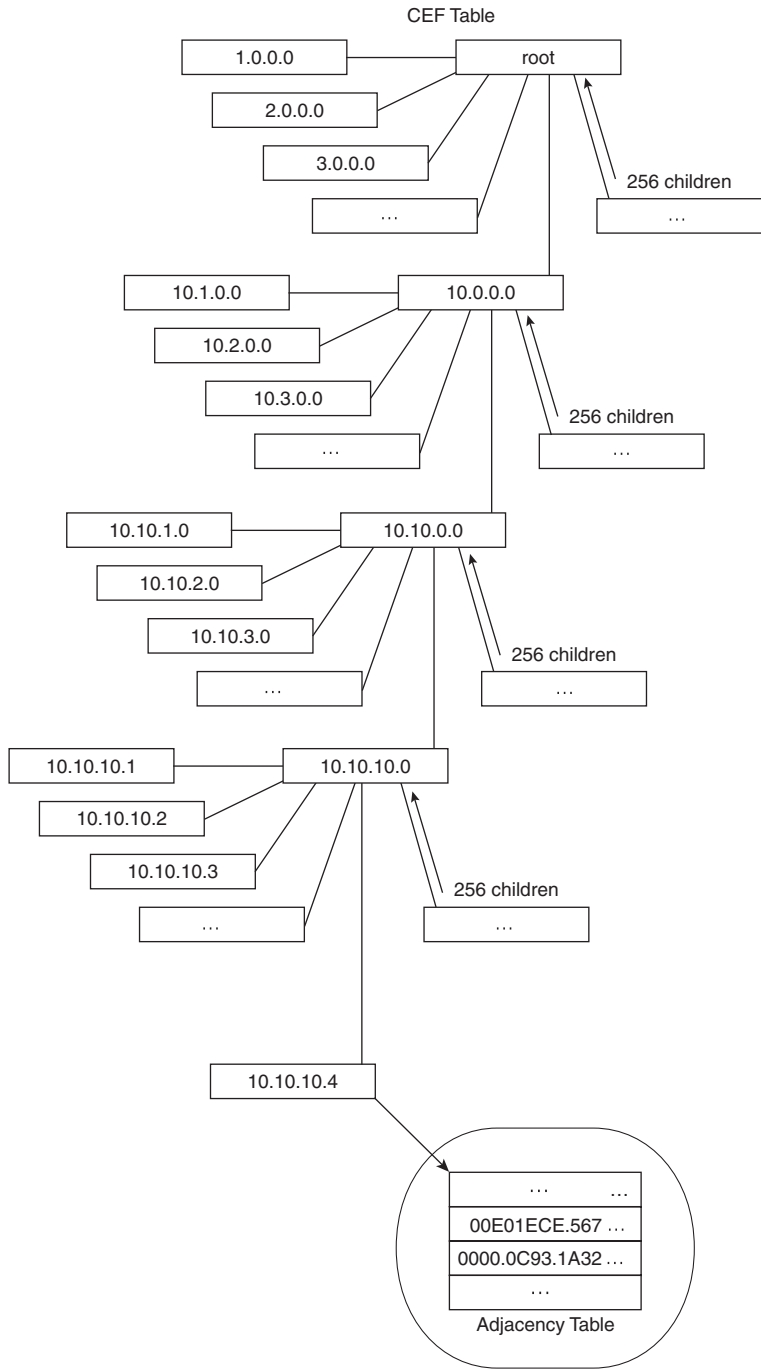 CEF Table
1.0.0.0
root
2.0.0.0
3.0.0.0
256 children
...
...
10.1.0.0
10.0.0.0
10.2.0.0
10.3.0.0
256 children
...
...
10.10.1.0
10.10.0.0
10.10.2.0
10.10.3.0
256 children
...
...
10.10.10.1
10.10.10.0
10.10.10.2
10.10.10.3
256 children
...
...
10.10.10.4
... ...
00E01ECE.567 ...
0000.0C93.1A32 ...
...
Adjacency Table